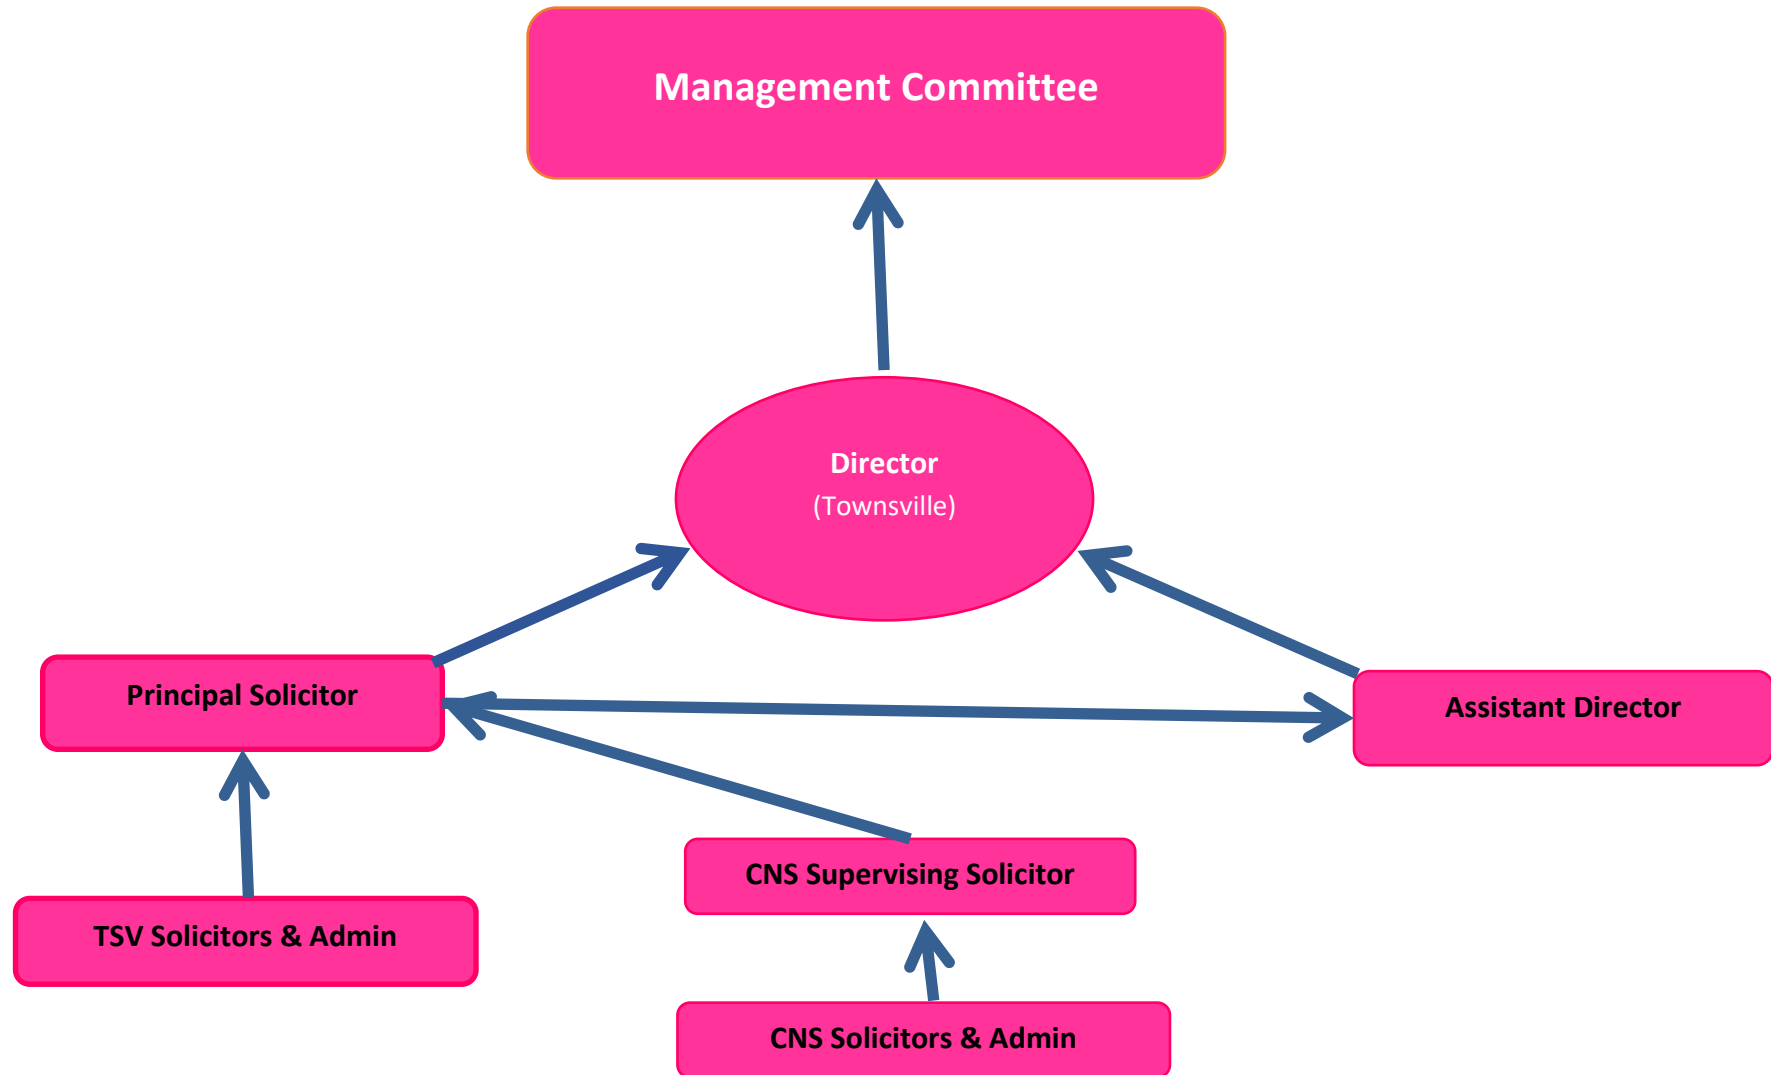 Management Committee
Director
(Townsville)
Principal Solicitor
Assistant Director
CNS Supervising Solicitor
TSV Solicitors & Admin
CNS Solicitors & Admin